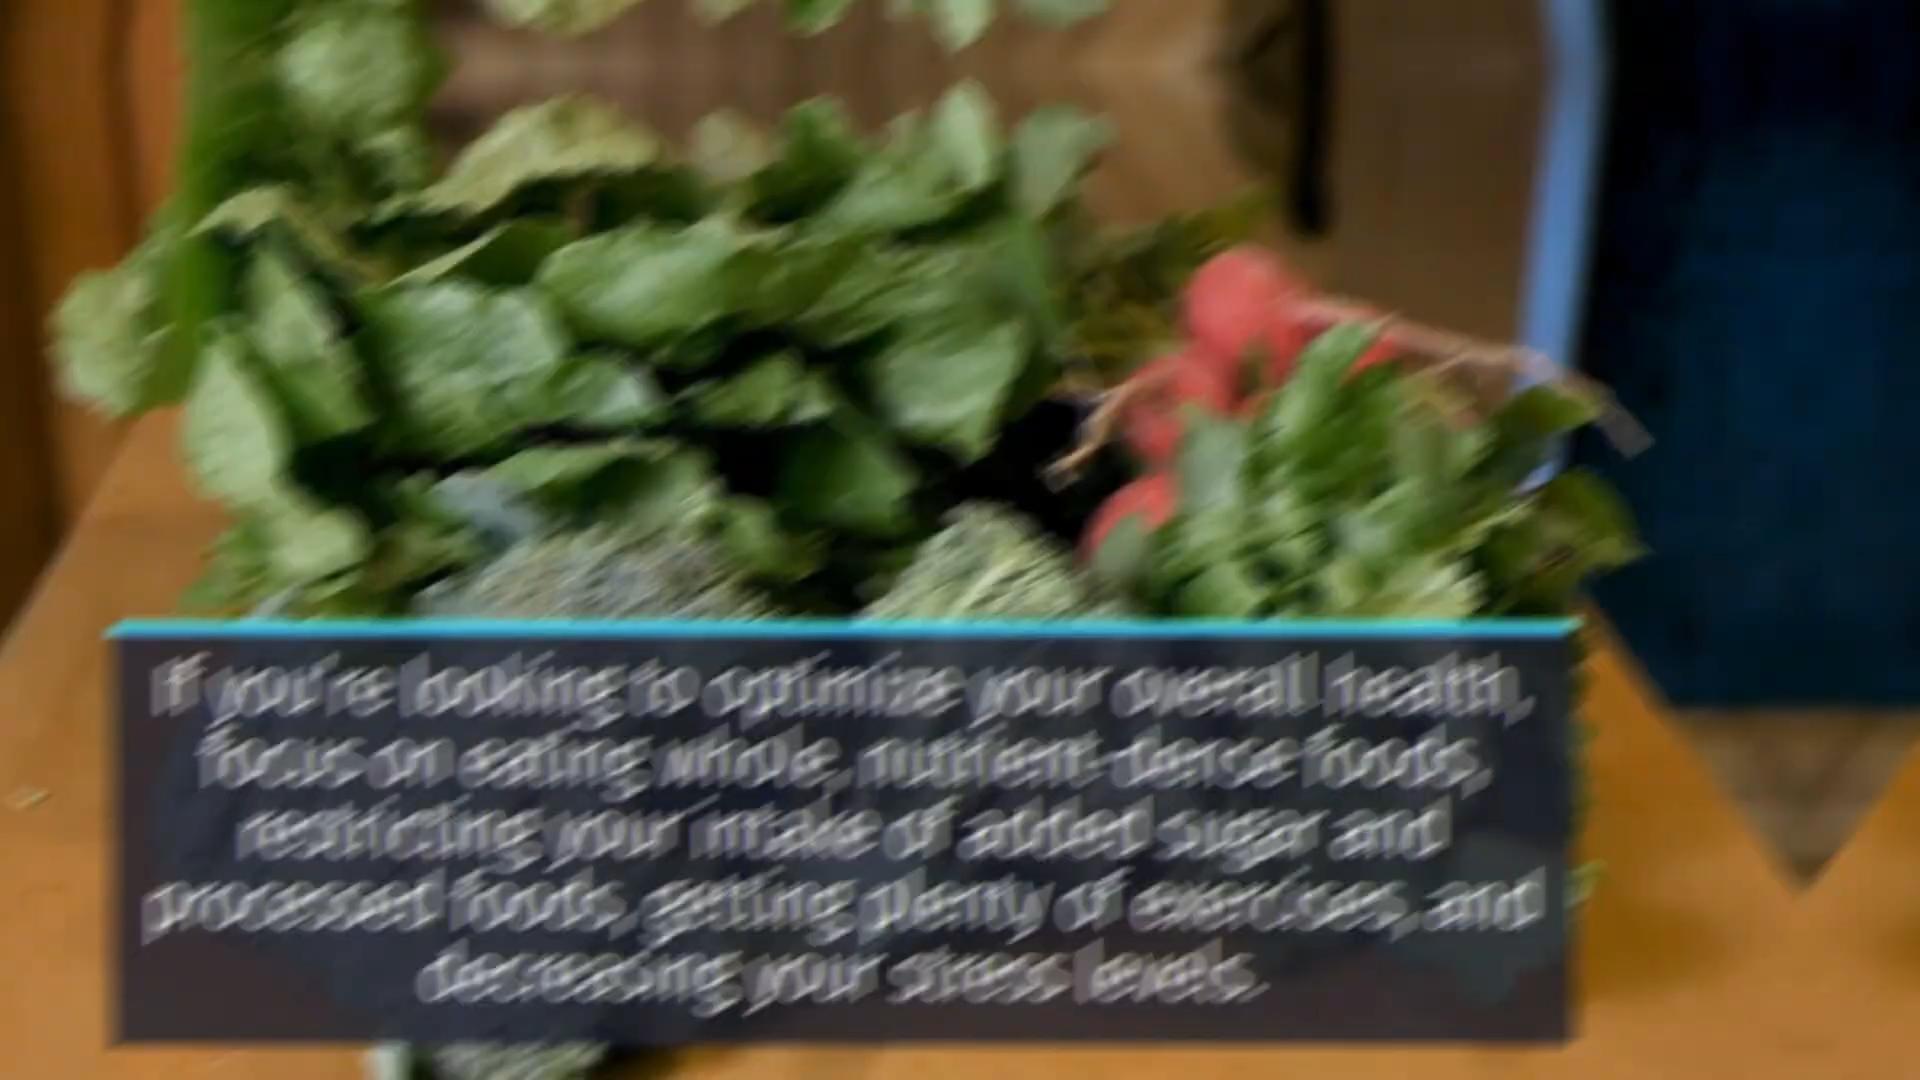 If you're looking to optimize your overall health,
focus on eating whole, nutrient-dense foods,
restricting your intake of added sugar and
processed foods, getting plenty of exercises, and
decreasing your stress levels.